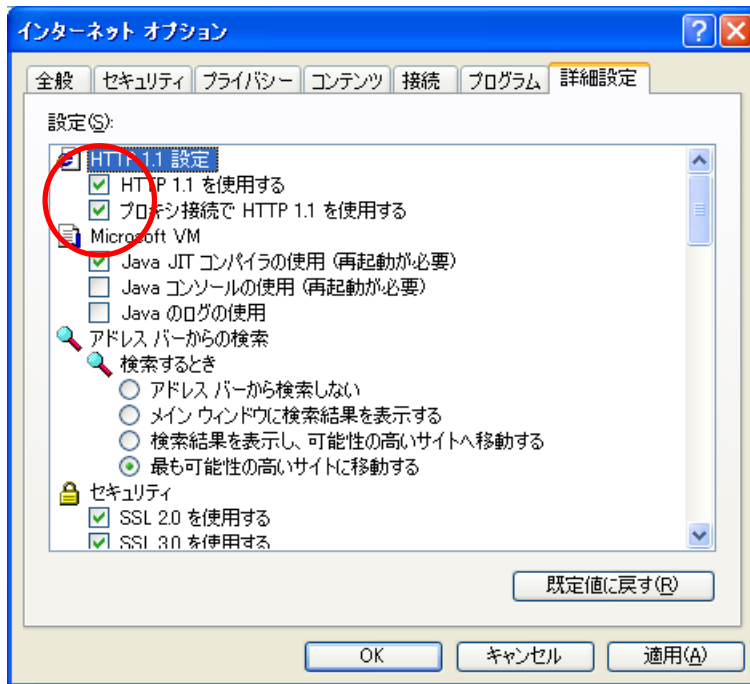 インターネット オプション
全般 セキュリティ プライバシー コンテンツ 接続 プログラム 詳細設定
設定(S):
HTTP 1.1 設定
HTTP 1.1 を使用する
プロキシ接続で HTTP 1.1 を使用する
Microsoft VM
Java JIT コンパイラの使用 (再起動が必要)
Java コンソールの使用 (再起動が必要)
Java のログの使用
アドレス バーからの検索
検索するとき
アドレス バーから検索しない
メイン ウィンドウに検索結果を表示する
検索結果を表示し、可能性の高いサイトへ移動する
最も可能性の高いサイトに移動する
セキュリティ
SSL 2.0 を使用する
SSL 3.0 を使用する
既定値に戻す(R)
OK キャンセル 適用(A)